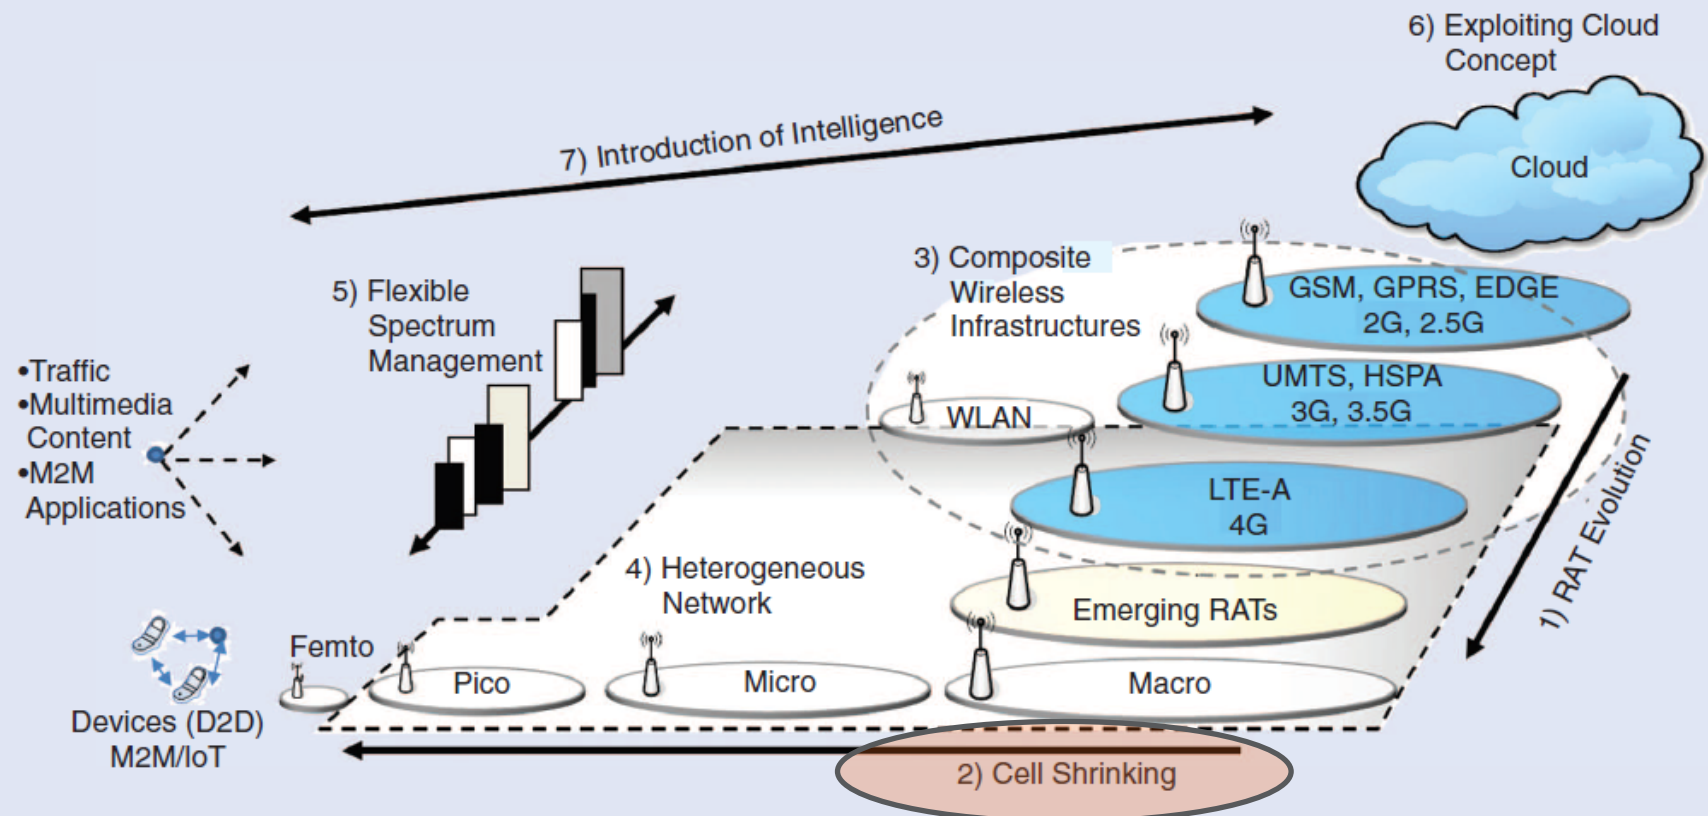 6) Exploiting Cloud
Concept
Cloud
7) Introduction of Intelligence
3) Composite
Wireless
Infrastructures
GSM, GPRS, EDGE
2G, 2.5G
5) Flexible
Spectrum
Management
•Traffic
•Multimedia
Content
•M2M
Applications
UMTS, HSPA
3G, 3.5G
WLAN
LTE-A
4G
1) RAT Evolution
4) Heterogeneous
Network
Emerging RATs
Femto
Pico
Micro
Macro
Devices (D2D)
M2M/IoT
2) Cell Shrinking